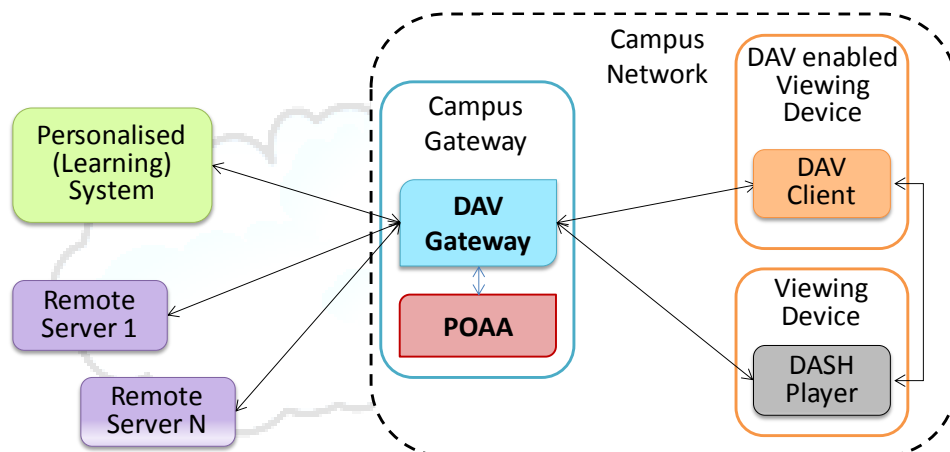 Personalised
(Learning)
System
Remote
Server 1
Remote
Server N
Campus
Gateway
DAV
Gateway
POAA
Campus
Network
DAV enabled
Viewing
Device
DAV
Client
Viewing
Device
DASH
Player